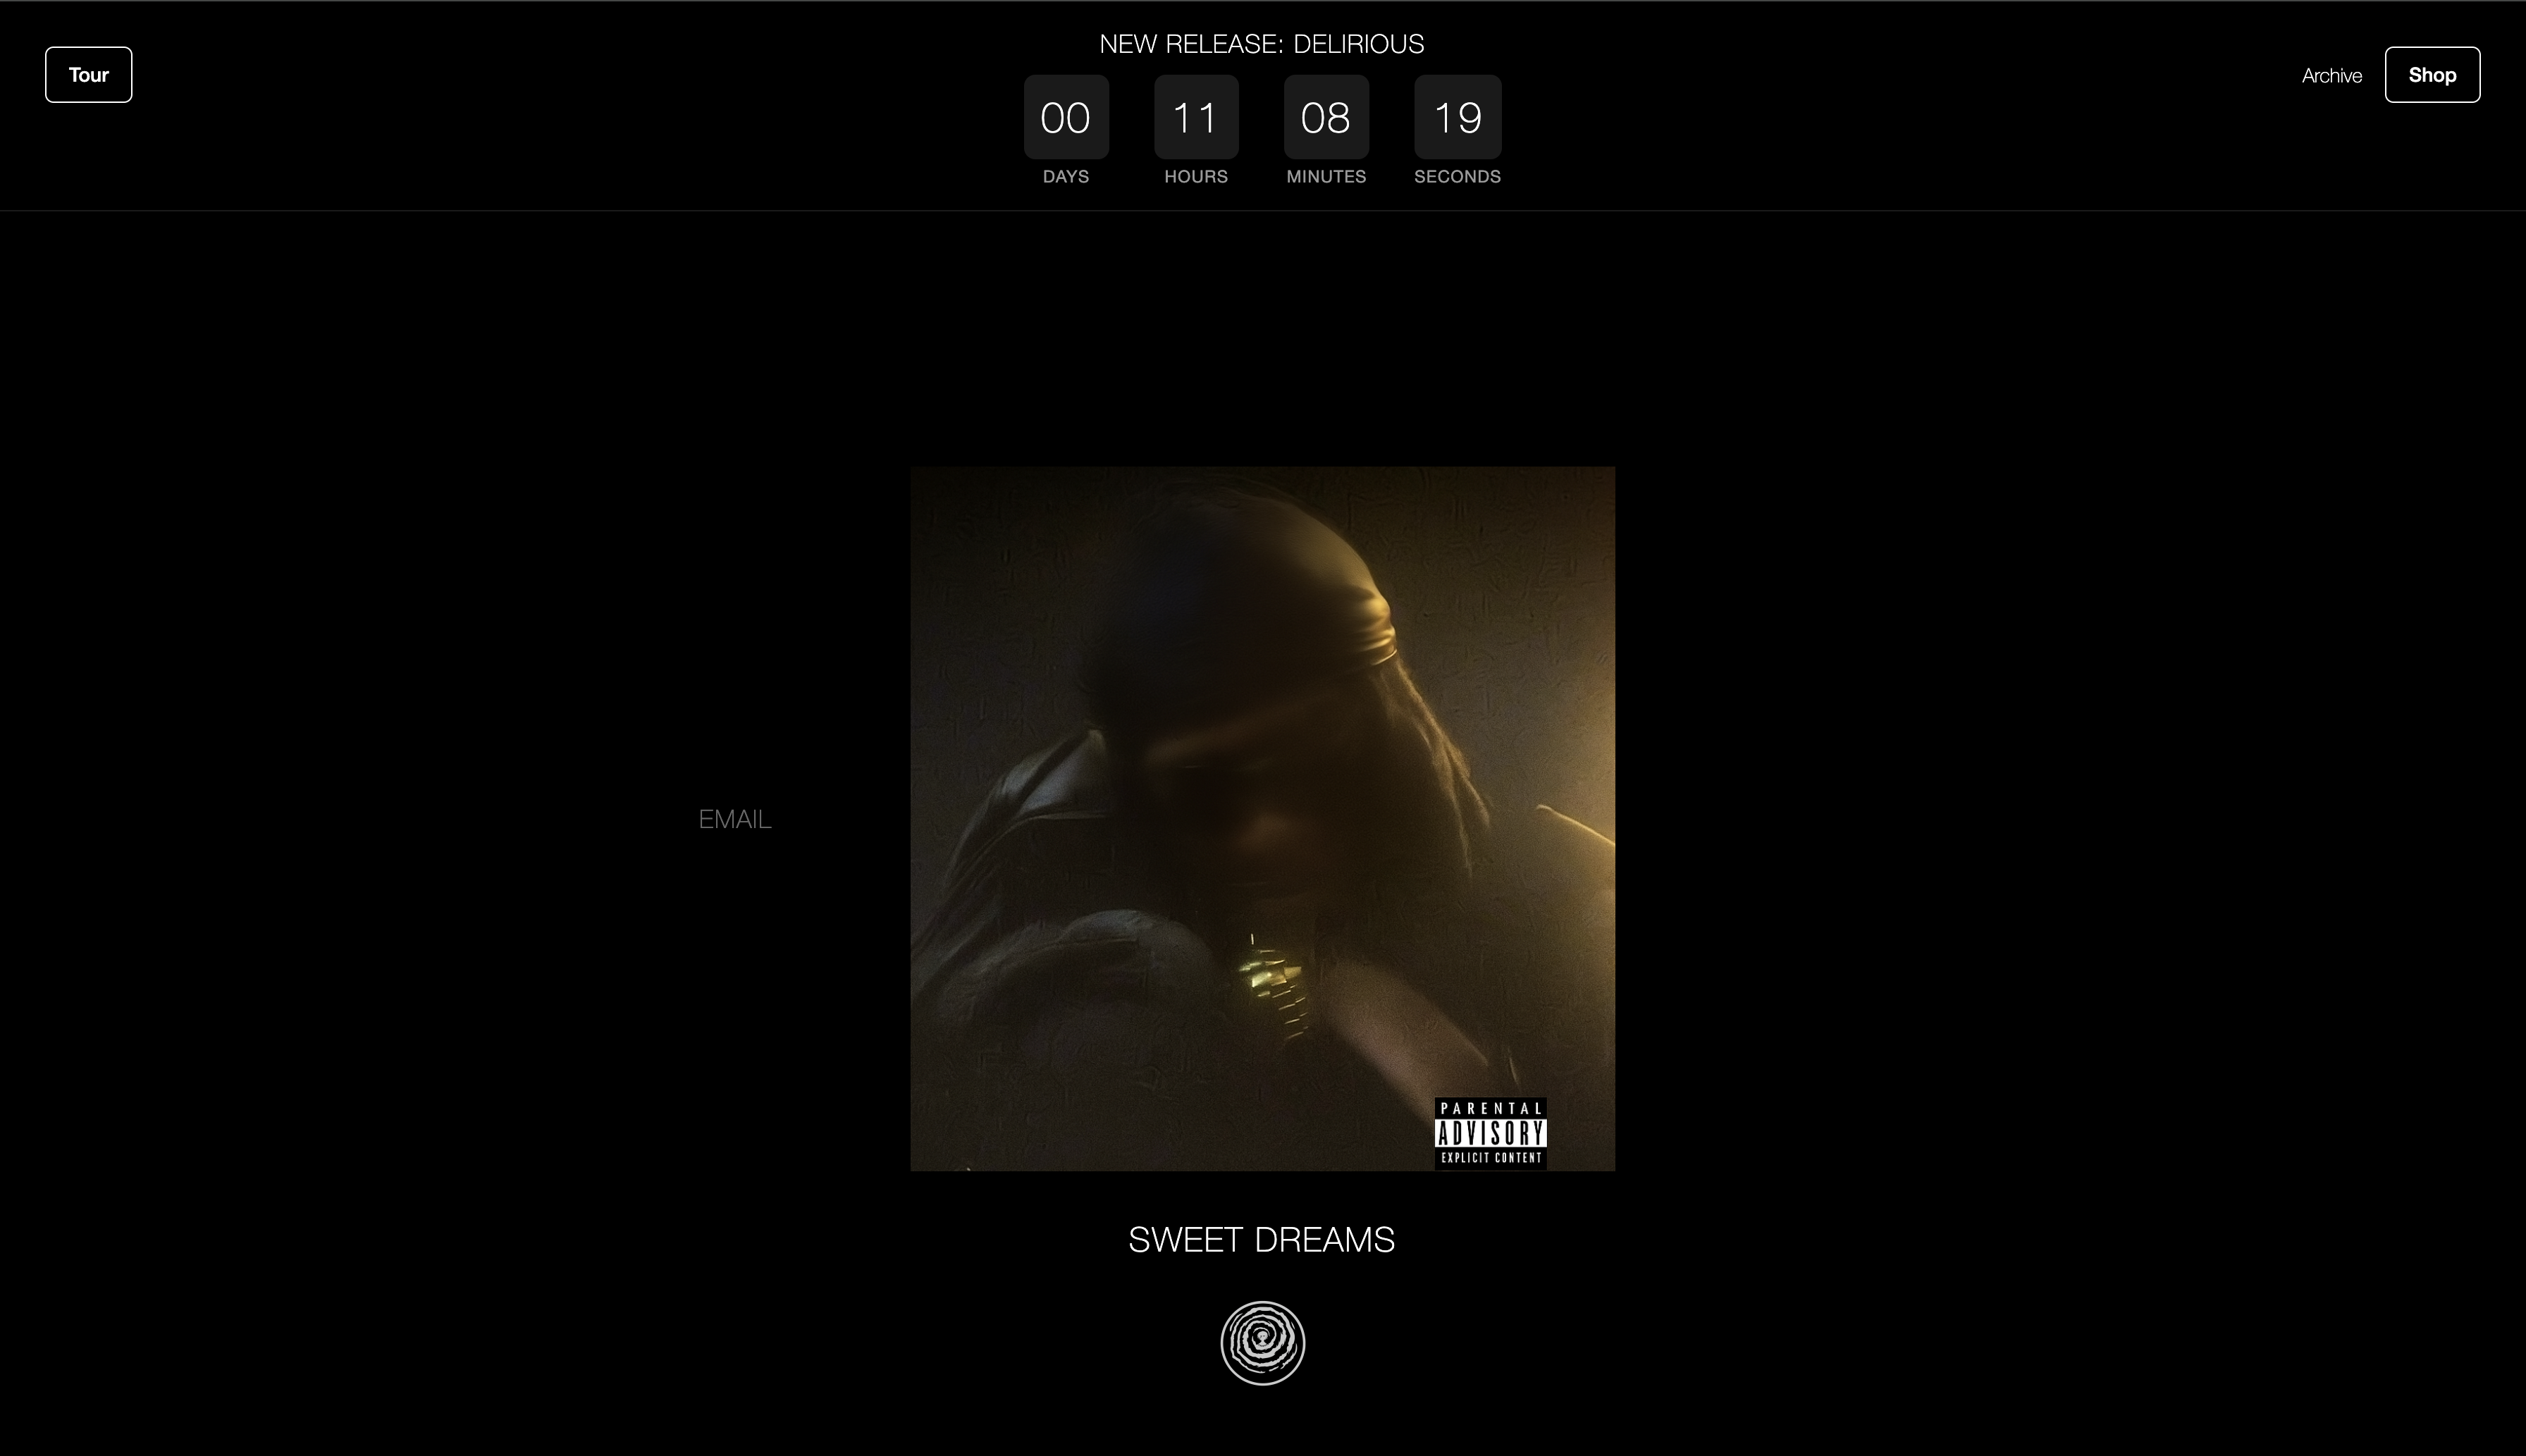 NEW RELEASE: DELIRIOUS
Tour
00 11 08 19
DAYS HOURS MINUTES SECONDS
Archive
Shop
EMAIL
PARENTAL
ADVISORY
EXPLICIT CONTENT
SWEET DREAMS